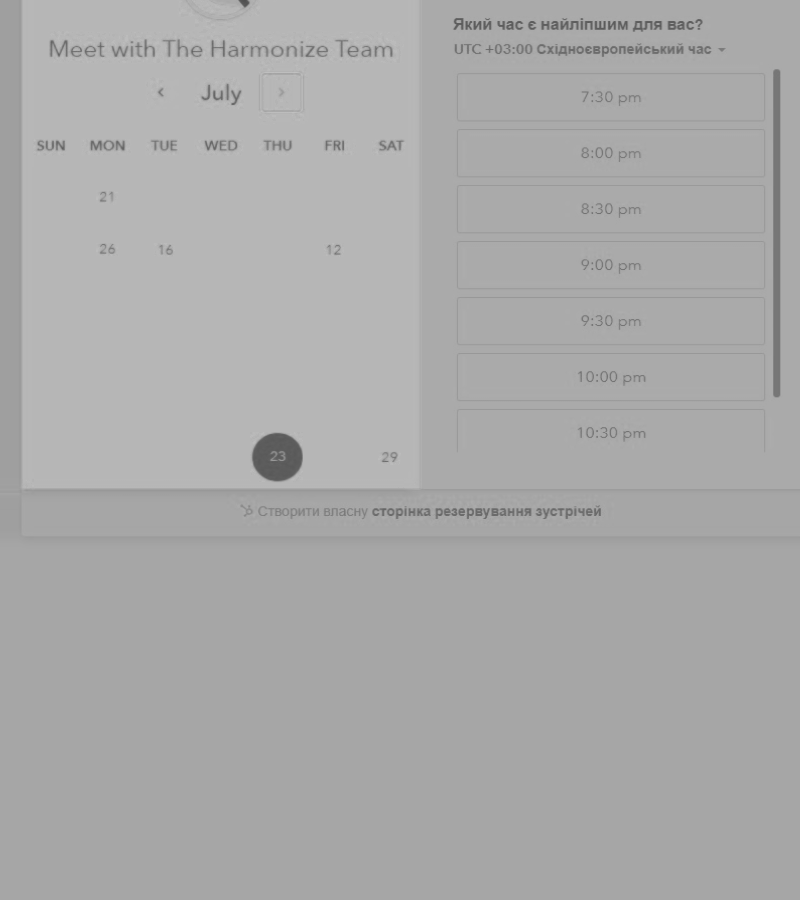 Meet with The Harmonize Team
July
SUN MON TUE WED THU FRI SAT
21
26 16 12
23 29
Який час є найліпшим для вас?
UTC +03:00 Східноєвропейський час
7:30 pm
8:00 pm
8:30 pm
9:00 pm
9:30 pm
10:00 pm
10:30 pm
Створити власну сторінка резервування зустрічей